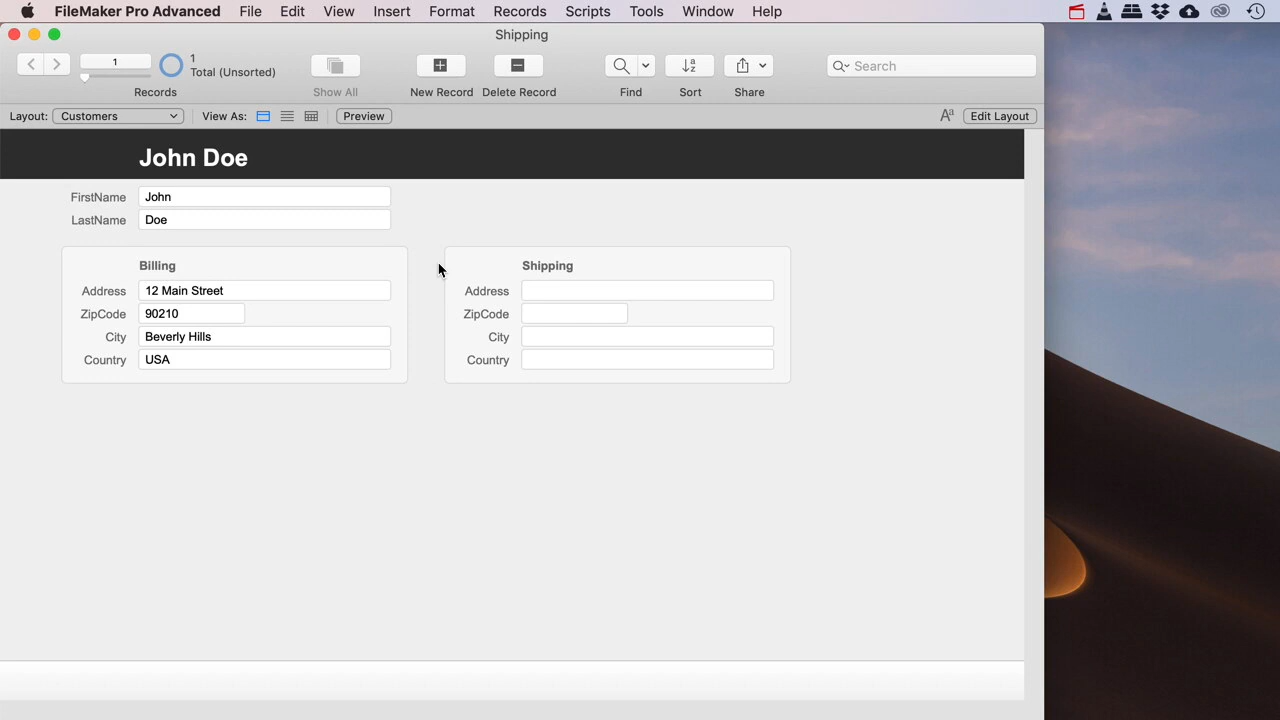 FileMaker Pro Advanced File Edit View Insert Format Records Scripts Tools Window Help
Shipping
1
1
Total (Unsorted)
Search
Records Show All New Record Delete Record Find Sort Share
Layout: Customers View As: Preview Aª Edit Layout
John Doe
FirstName John
LastName Doe
Billing
Address 12 Main Street
ZipCode 90210
City Beverly Hills
Country USA
Shipping
Address
ZipCode
City
Country